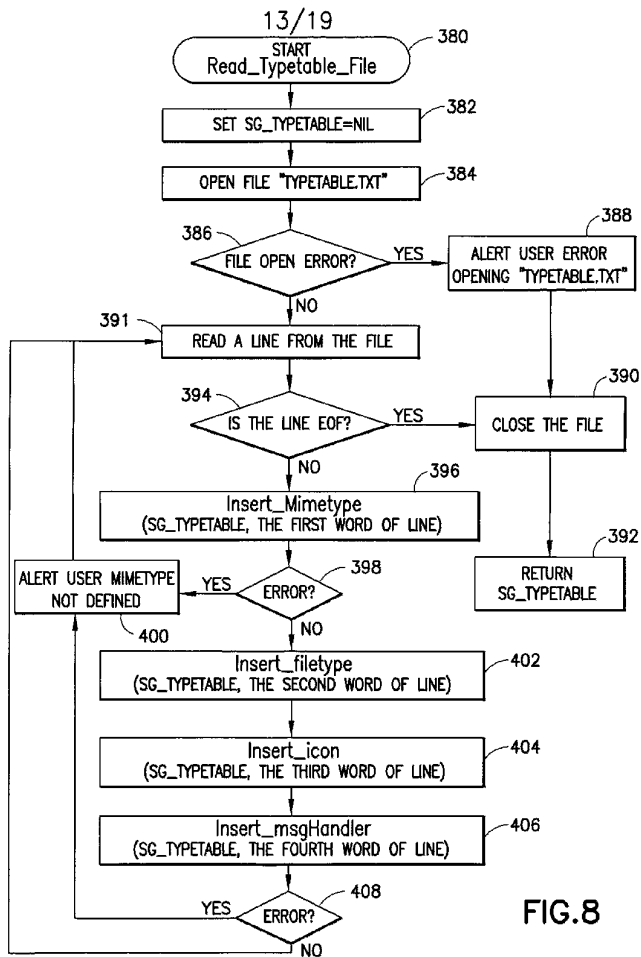 13/19
START
Read_Typetable_File
380
SET SG_TYPETABLE=NIL
382
OPEN FILE "TYPETABLE.TXT"
384
386
FILE OPEN ERROR?
YES
388
ALERT USER ERROR
OPENING "TYPETABLE.TXT"
NO
391
READ A LINE FROM THE FILE
394
IS THE LINE EOF?
YES
390
CLOSE THE FILE
NO
396
Insert_Mimetype
(SG_TYPETABLE, THE FIRST WORD OF LINE)
392
RETURN
SG_TYPETABLE
398
ERROR?
YES
ALERT USER MIMETYPE
NOT DEFINED
400
NO
Insert_filetype
(SG_TYPETABLE, THE SECOND WORD OF LINE)
402
Insert_icon
(SG_TYPETABLE, THE THIRD WORD OF LINE)
404
Insert_msgHandler
(SG_TYPETABLE, THE FOURTH WORD OF LINE)
406
408
YES
ERROR?
NO
FIG.8